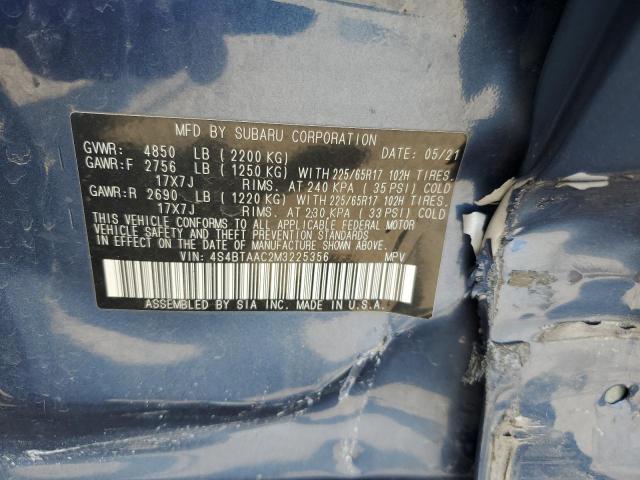 MFD BY SUBARU CORPORATION
GVWR: 4850 LB ( 2200 KG) DATE: 05/21
GAWR:F 2756 LB ( 1250 KG) WITH 225/65R17 102H TIRES.
17X7J RIMS. AT 240 KPA ( 35 PSI) COLD
GAWR:R 2690 LB ( 1220 KG) WITH 225/65R17 102H TIRES.
17X7J RIMS. AT 230 KPA ( 33 PSI) COLD
THIS VEHICLE CONFORMS TO ALL APPLICABLE FEDERAL MOTOR
VEHICLE SAFETY AND THEFT PREVENTION STANDARDS
IN EFFECT ON THE DATE OF MANUFACTURE SHOWN ABOVE.
VIN: 4S4BTAAC2M3225356 MPV
ASSEMBLED BY SIA INC. MADE IN U.S.A.